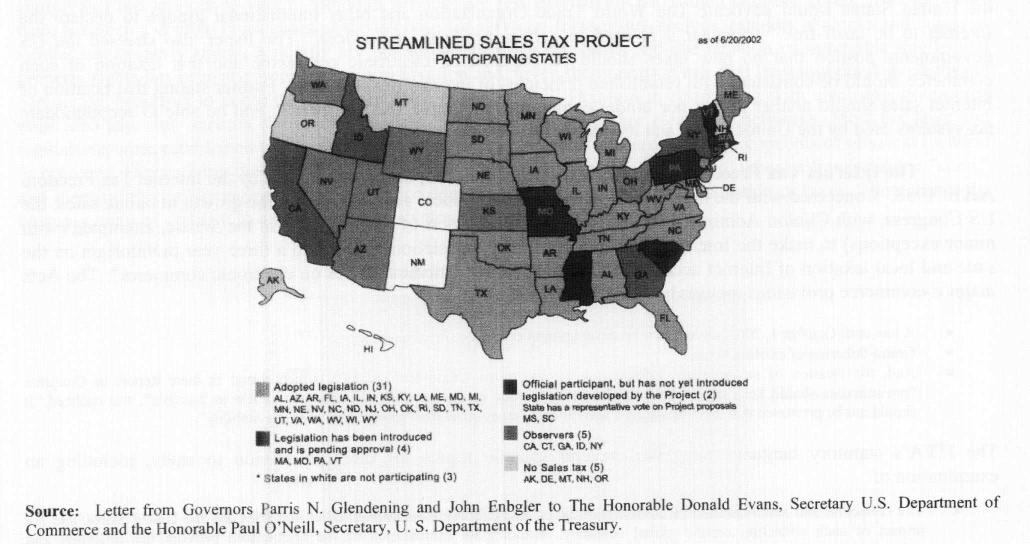 STREAMLINED SALES TAX PROJECT
as of 6/20/2002
PARTICIPATING STATES
WA
MT
ND
MN
ME
OR
ID
WI
NY
NH
SD
MI
WY
RI
IA
PA
NE
NV
OH
IL
IN
DE
UT
CO
WV
CA
KS
MO
VA
KY
NC
TN
AZ
OK
NM
AR
AL
GA
TX
LA
AK
FL
HI
Adopted legislation (31)
AL, AZ, AR, FL, IA, IL, IN, KS, KY, LA, ME, MD, MI,
MN, NE, NV, NC, ND, NJ, OH, OK, RI, SD, TN, TX,
UT, VA, WA, WV, WI, WY
Legislation has been introduced
and is pending approval (4)
MA, MO, PA, VT
* States in white are not participating (3)
Official participant, but has not yet introduced
legislation developed by the Project (2)
State has a representative vote on Project proposals
MS, SC
Observers (5)
CA, CT, GA, ID, NY
No Sales tax (5)
AK, DE, MT, NH, OR
Source: Letter from Governors Parris N. Glendening and John Enbgler to The Honorable Donald Evans, Secretary U.S. Department of
Commerce and the Honorable Paul O'Neill, Secretary, U. S. Department of the Treasury.